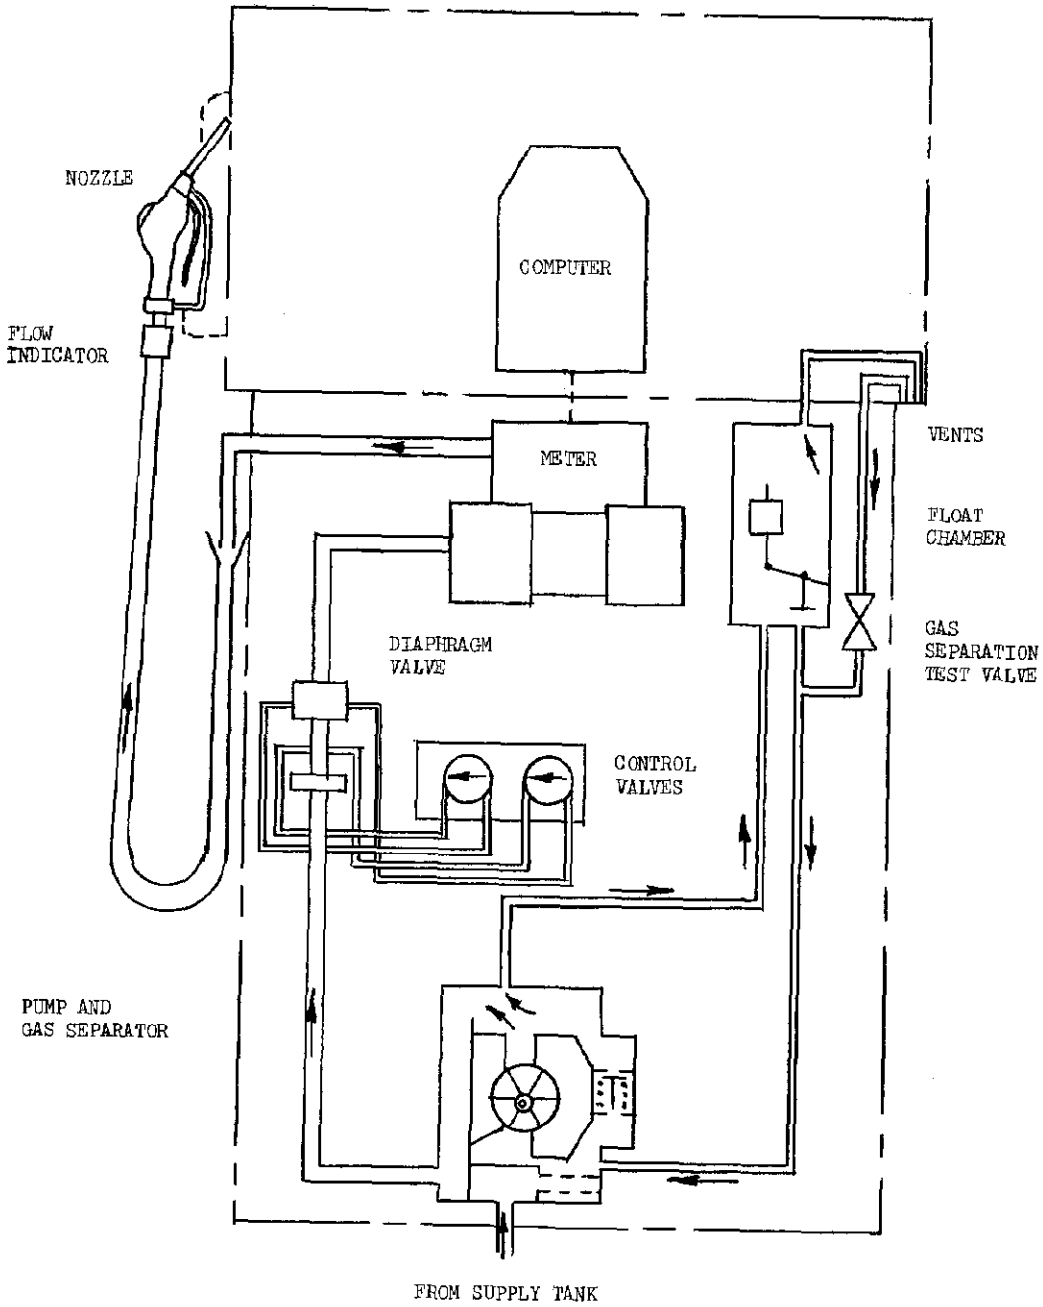 NOZZLE
COMPUTER
FLOW
INDICATOR
VENTS
METER
FLOAT
CHAMBER
DIAPHRAGM
VALVE
GAS
SEPARATION
TEST VALVE
CONTROL
VALVES
PUMP AND
GAS SEPARATOR
FROM SUPPLY TANK